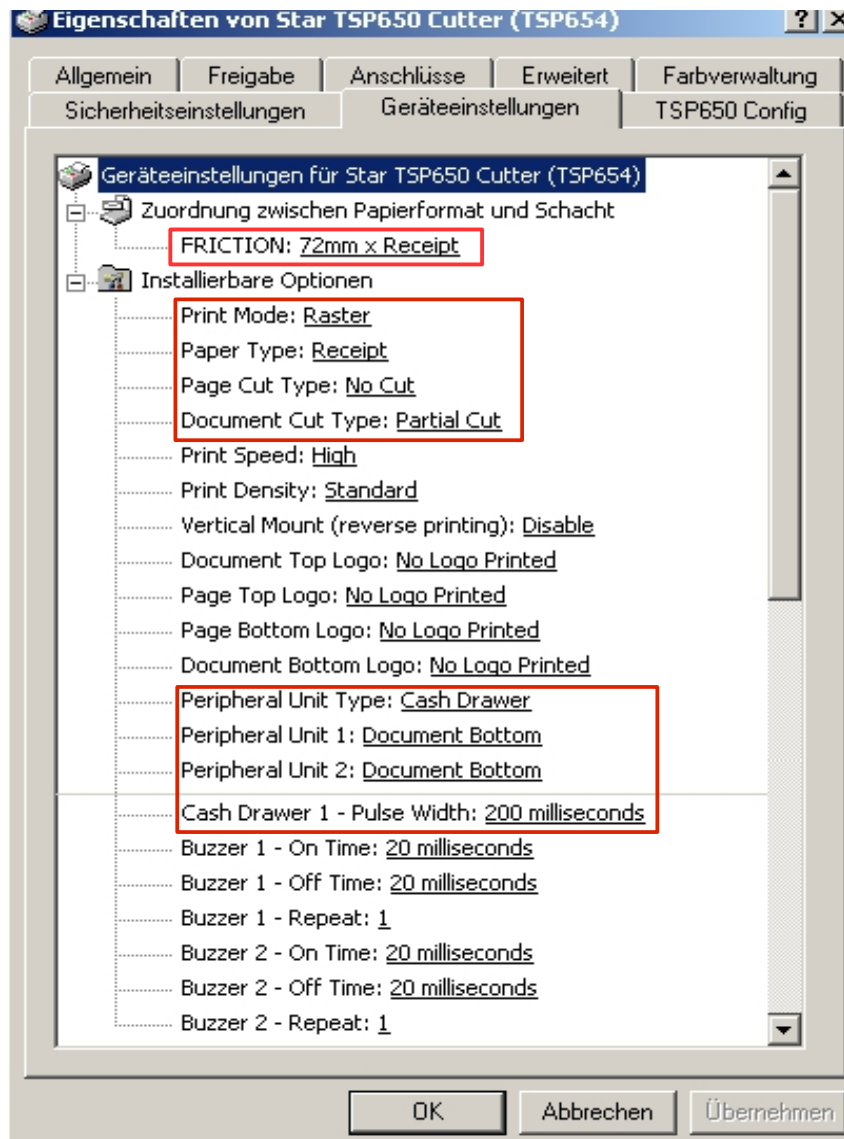 Eigenschaften von Star TSP650 Cutter (TSP654)
? X
Allgemein Freigabe Anschlüsse Erweitert Farbverwaltung
Sicherheitseinstellungen Geräteeinstellungen TSP650 Config
Geräteeinstellungen für Star TSP650 Cutter (TSP654)
Zuordnung zwischen Papierformat und Schacht
FRICTION: 72mm x Receipt
Installierbare Optionen
Print Mode: Raster
Paper Type: Receipt
Page Cut Type: No Cut
Document Cut Type: Partial Cut
Print Speed: High
Print Density: Standard
Vertical Mount (reverse printing): Disable
Document Top Logo: No Logo Printed
Page Top Logo: No Logo Printed
Page Bottom Logo: No Logo Printed
Document Bottom Logo: No Logo Printed
Peripheral Unit Type: Cash Drawer
Peripheral Unit 1: Document Bottom
Peripheral Unit 2: Document Bottom
Cash Drawer 1 - Pulse Width: 200 milliseconds
Buzzer 1 - On Time: 20 milliseconds
Buzzer 1 - Off Time: 20 milliseconds
Buzzer 1 - Repeat: 1
Buzzer 2 - On Time: 20 milliseconds
Buzzer 2 - Off Time: 20 milliseconds
Buzzer 2 - Repeat: 1
OK Abbrechen Übernehmen